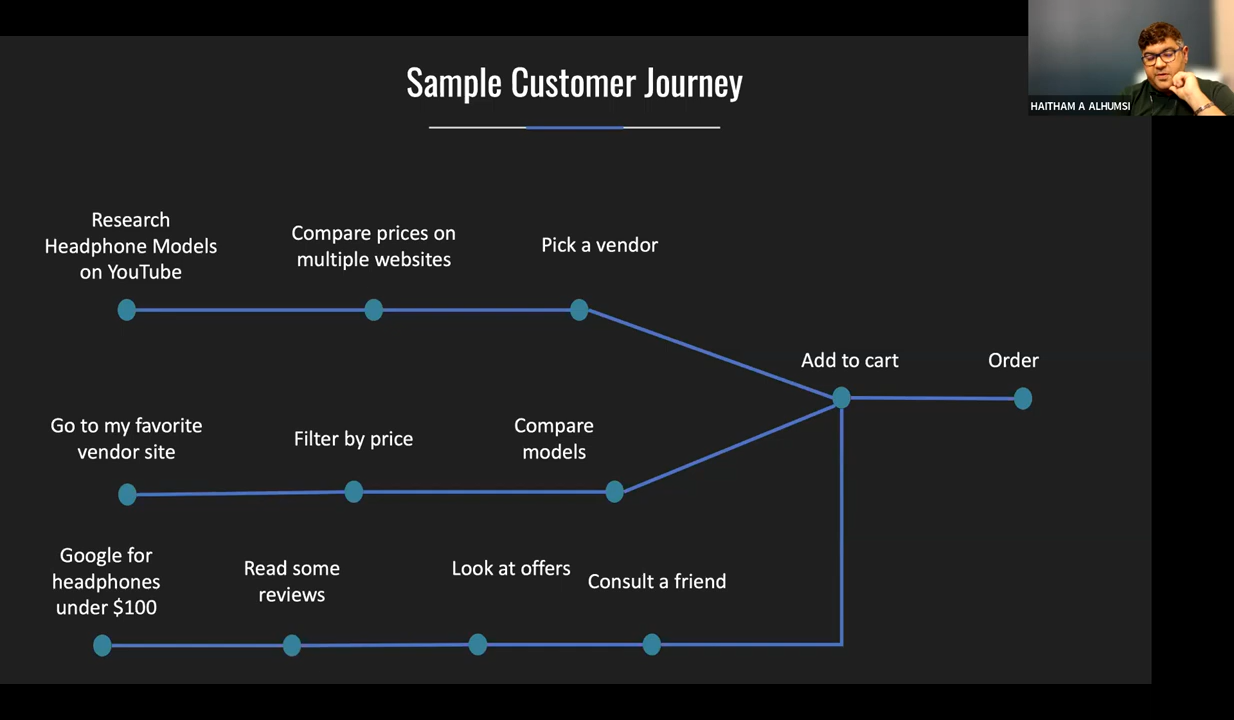 Sample Customer Journey
HAITHAM A ALHUMSI
Research
Headphone Models
on YouTube
Compare prices on
multiple websites
Pick a vendor
Add to cart
Order
Go to my favorite
vendor site
Filter by price
Compare
models
Google for
headphones
under $100
Read some
reviews
Look at offers
Consult a friend